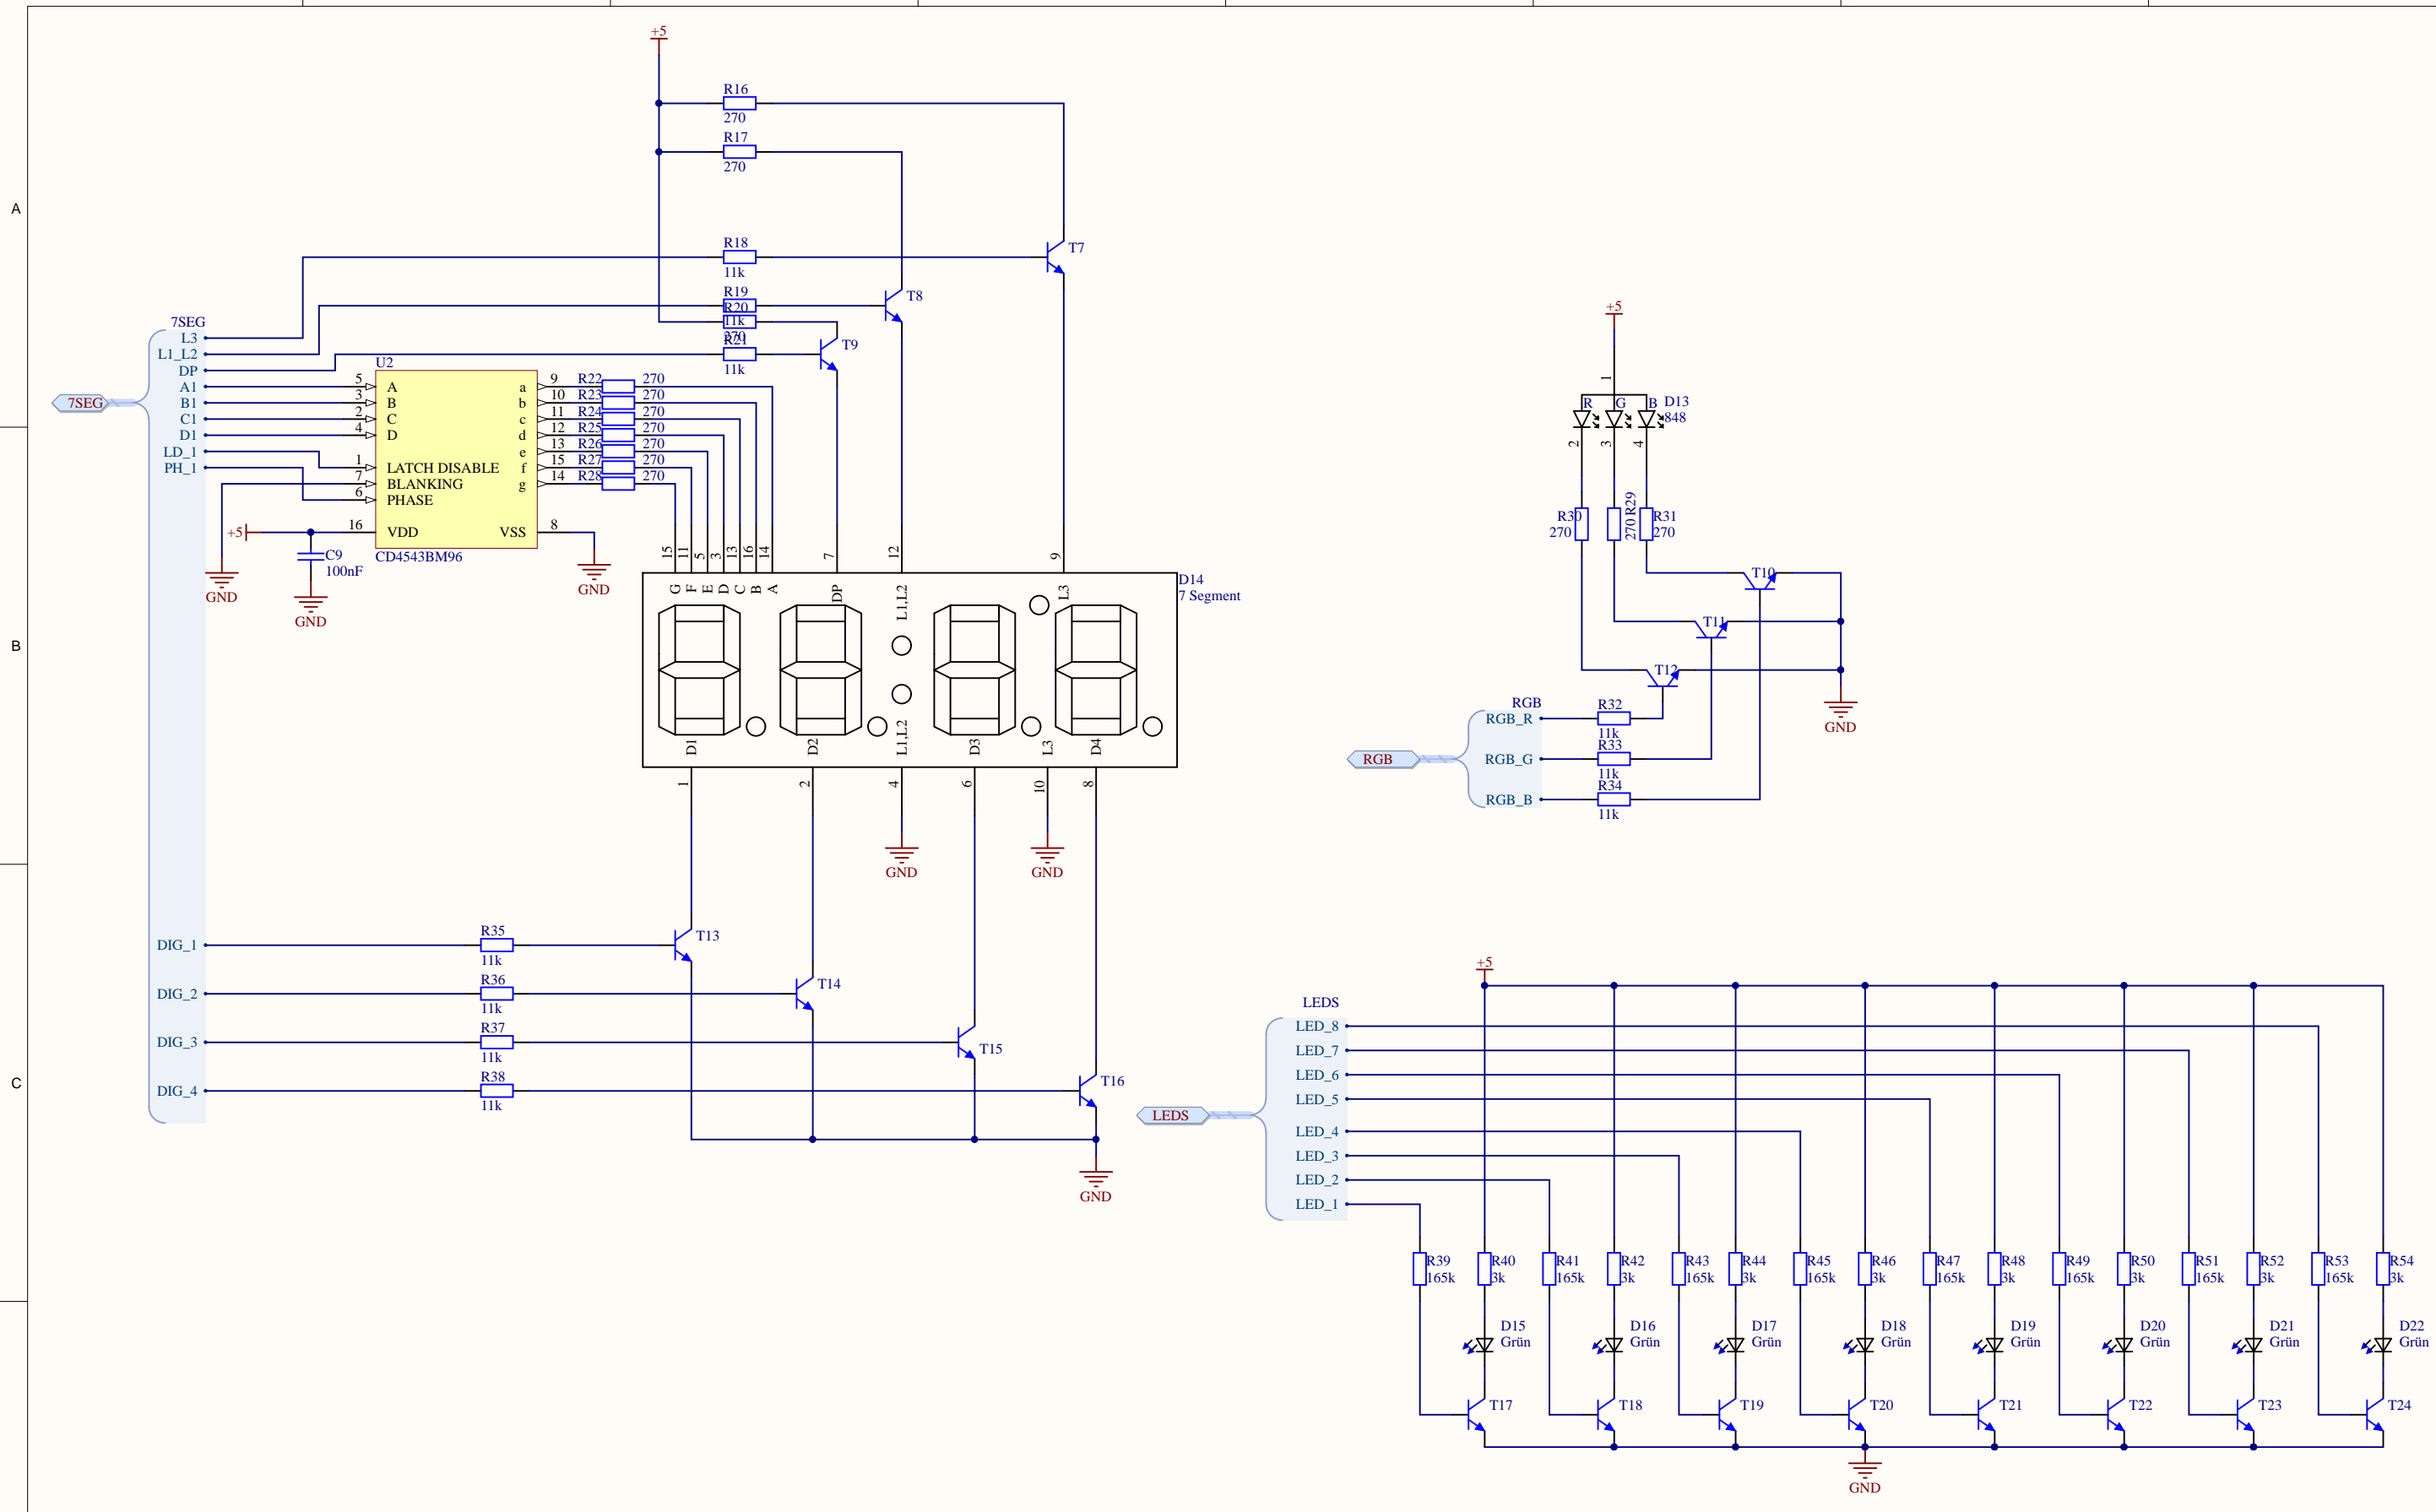 +5
R16
270
R17
270
A
R18
11k
T7
R19
T8
R20
11k
270
R21
11k
T9
7SEG
L3
L1_L2
DP
A1
B1
C1
D1
LD_1
PH_1
7SEG
U2
5 A a 9 R22 270
3 B b 10 R23 270
2 C c 11 R24 270
4 D d 12 R25 270
e 13 R26 270
1 LATCH DISABLE f 15 R27 270
7 BLANKING g 14 R28 270
6 PHASE
+5 16 VDD VSS 8
CD4543BM96
C9
100nF
GND
GND
GND
15 11 5 3 13 16 14 7 12 9
G F E D C B A DP L1,L2 L3
D14
7 Segment
D1 D2 L1,L2 D3 L3 D4
1 2 4 6 10 8
GND
GND
+5
1
R G B D13
848
2 3 4
R30
270
270 R29
R31
270
T10
T11
T12
GND
B
RGB
RGB_R
RGB_G
RGB_B
RGB
R32
11k
R33
11k
R34
11k
DIG_1
R35
11k
T13
DIG_2
R36
11k
T14
DIG_3
R37
11k
T15
C
DIG_4
R38
11k
T16
GND
+5
LEDS
LED_8
LED_7
LED_6
LED_5
LED_4
LED_3
LED_2
LED_1
LEDS
R39 R40 R41 R42 R43 R44 R45 R46 R47 R48 R49 R50 R51 R52 R53 R54
165k 3k 165k 3k 165k 3k 165k 3k 165k 3k 165k 3k 165k 3k 165k 3k
D15 D16 D17 D18 D19 D20 D21 D22
Grün Grün Grün Grün Grün Grün Grün Grün
T17 T18 T19 T20 T21 T22 T23 T24
GND